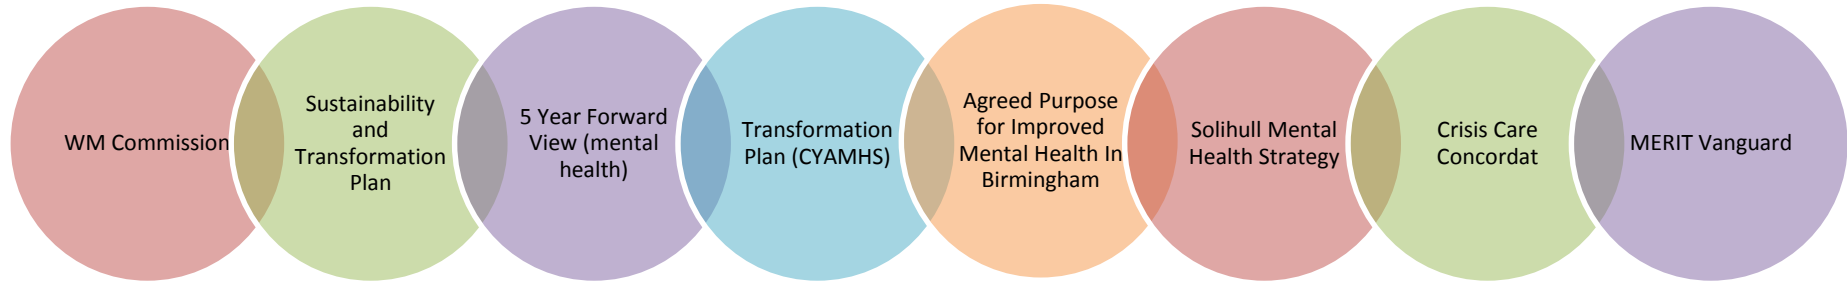 WM Commission
Sustainability
and
Transformation
Plan
5 Year Forward
View (mental
health)
Transformation
Plan (CYAMHS)
Agreed Purpose
for Improved
Mental Health In
Birmingham
Solihull Mental
Health Strategy
Crisis Care
Concordat
MERIT Vanguard